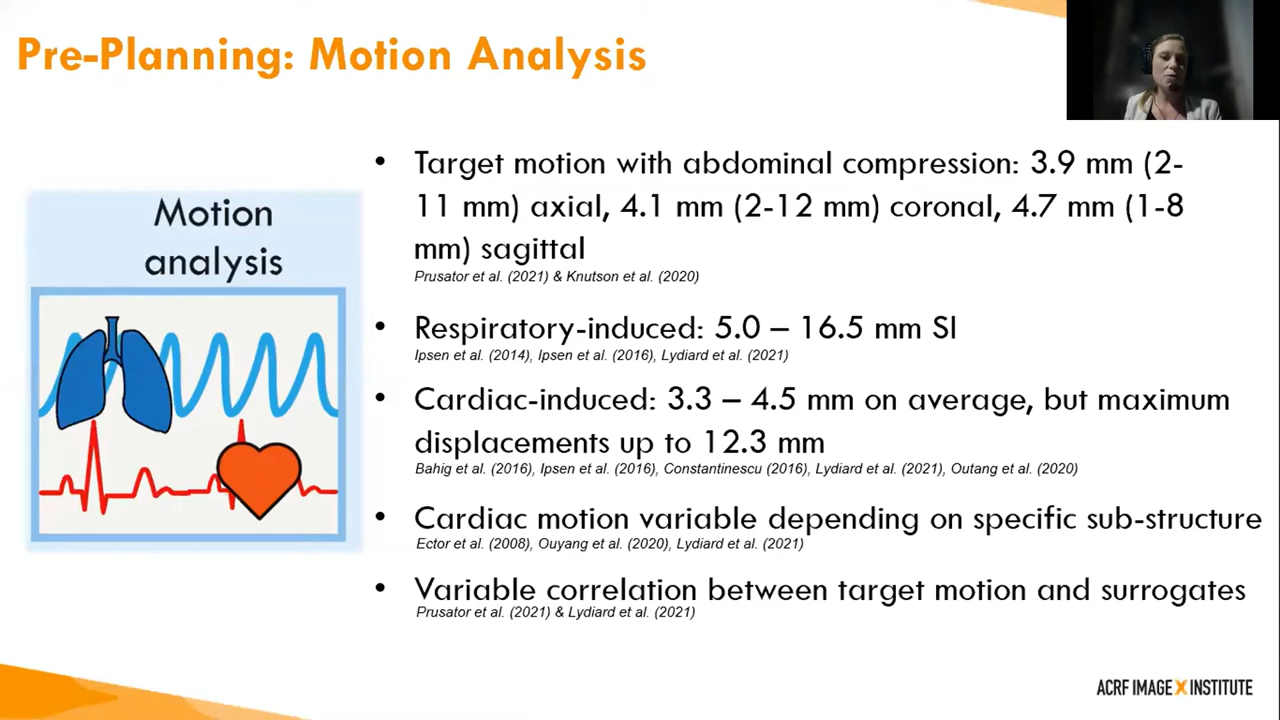 Pre-Planning: Motion Analysis
Motion
analysis
• Target motion with abdominal compression: 3.9 mm (2-
11 mm) axial, 4.1 mm (2-12 mm) coronal, 4.7 mm (1-8
mm) sagittal
Prusator et al. (2021) & Knutson et al. (2020)
• Respiratory-induced: 5.0 – 16.5 mm SI
Ipsen et al. (2014), Ipsen et al. (2016), Lydiard et al. (2021)
• Cardiac-induced: 3.3 – 4.5 mm on average, but maximum
displacements up to 12.3 mm
Bahig et al. (2016), Ipsen et al. (2016), Constantinescu (2016), Lydiard et al. (2021), Outang et al. (2020)
• Cardiac motion variable depending on specific sub-structure
Ector et al. (2008), Ouyang et al. (2020), Lydiard et al. (2021)
• Variable correlation between target motion and surrogates
Prusator et al. (2021) & Lydiard et al. (2021)
ACRF IMAGE X INSTITUTE